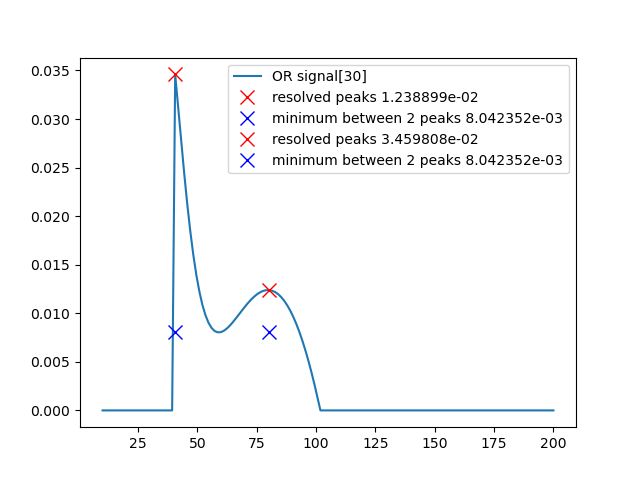 OR signal[30]
resolved peaks 1.238899e-02
minimum between 2 peaks 8.042352e-03
resolved peaks 3.459808e-02
minimum between 2 peaks 8.042352e-03
0.035
0.030
0.025
0.020
0.015
0.010
0.005
0.000
25 50 75 100 125 150 175 200